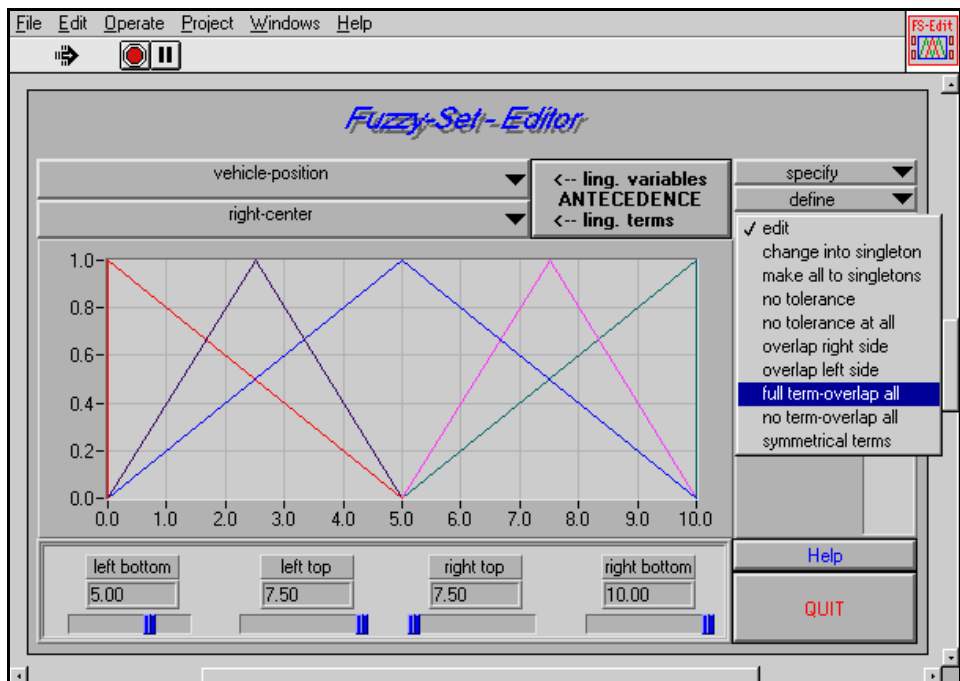 File Edit Operate Project Windows Help
FS-Edit
Fuzzy-Set-Editor
vehicle-position
right-center
<-- ling. variables
ANTECEDENCE
<-- ling. terms
specify
define
✓ edit
change into singleton
make all to singletons
no tolerance
no tolerance at all
overlap right side
overlap left side
full term-overlap all
no term-overlap all
symmetrical terms
1.0
0.8
0.6
0.4
0.2
0.0
0.0 1.0 2.0 3.0 4.0 5.0 6.0 7.0 8.0 9.0 10.0
left bottom left top right top right bottom
5.00 7.50 7.50 10.00
Help
QUIT